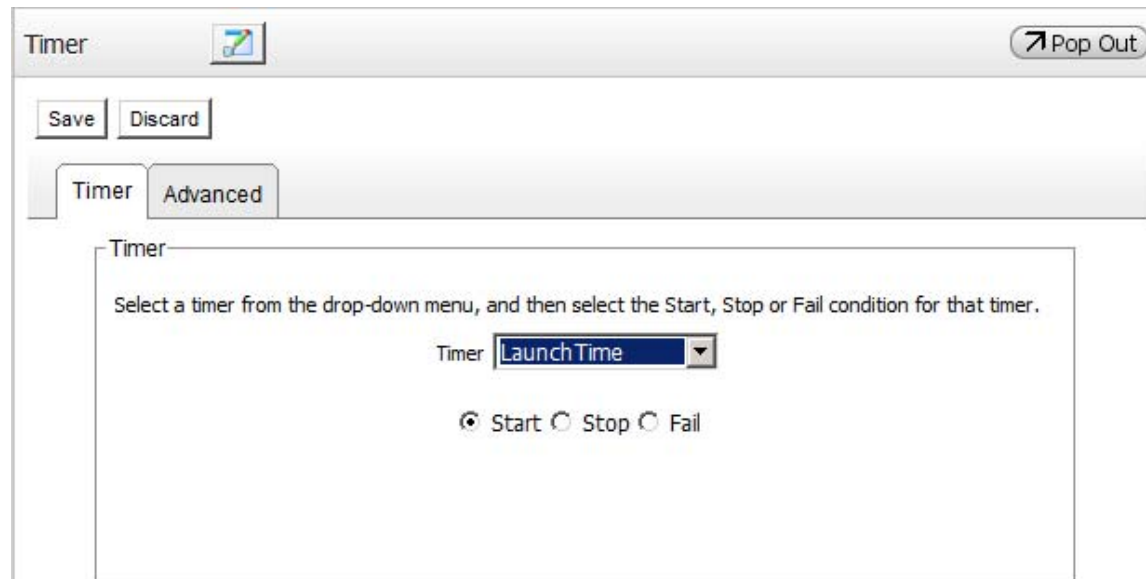 Timer Pop Out
Save Discard
Timer Advanced
Timer
Select a timer from the drop-down menu, and then select the Start, Stop or Fail condition for that timer.
Timer LaunchTime
Start Stop Fail